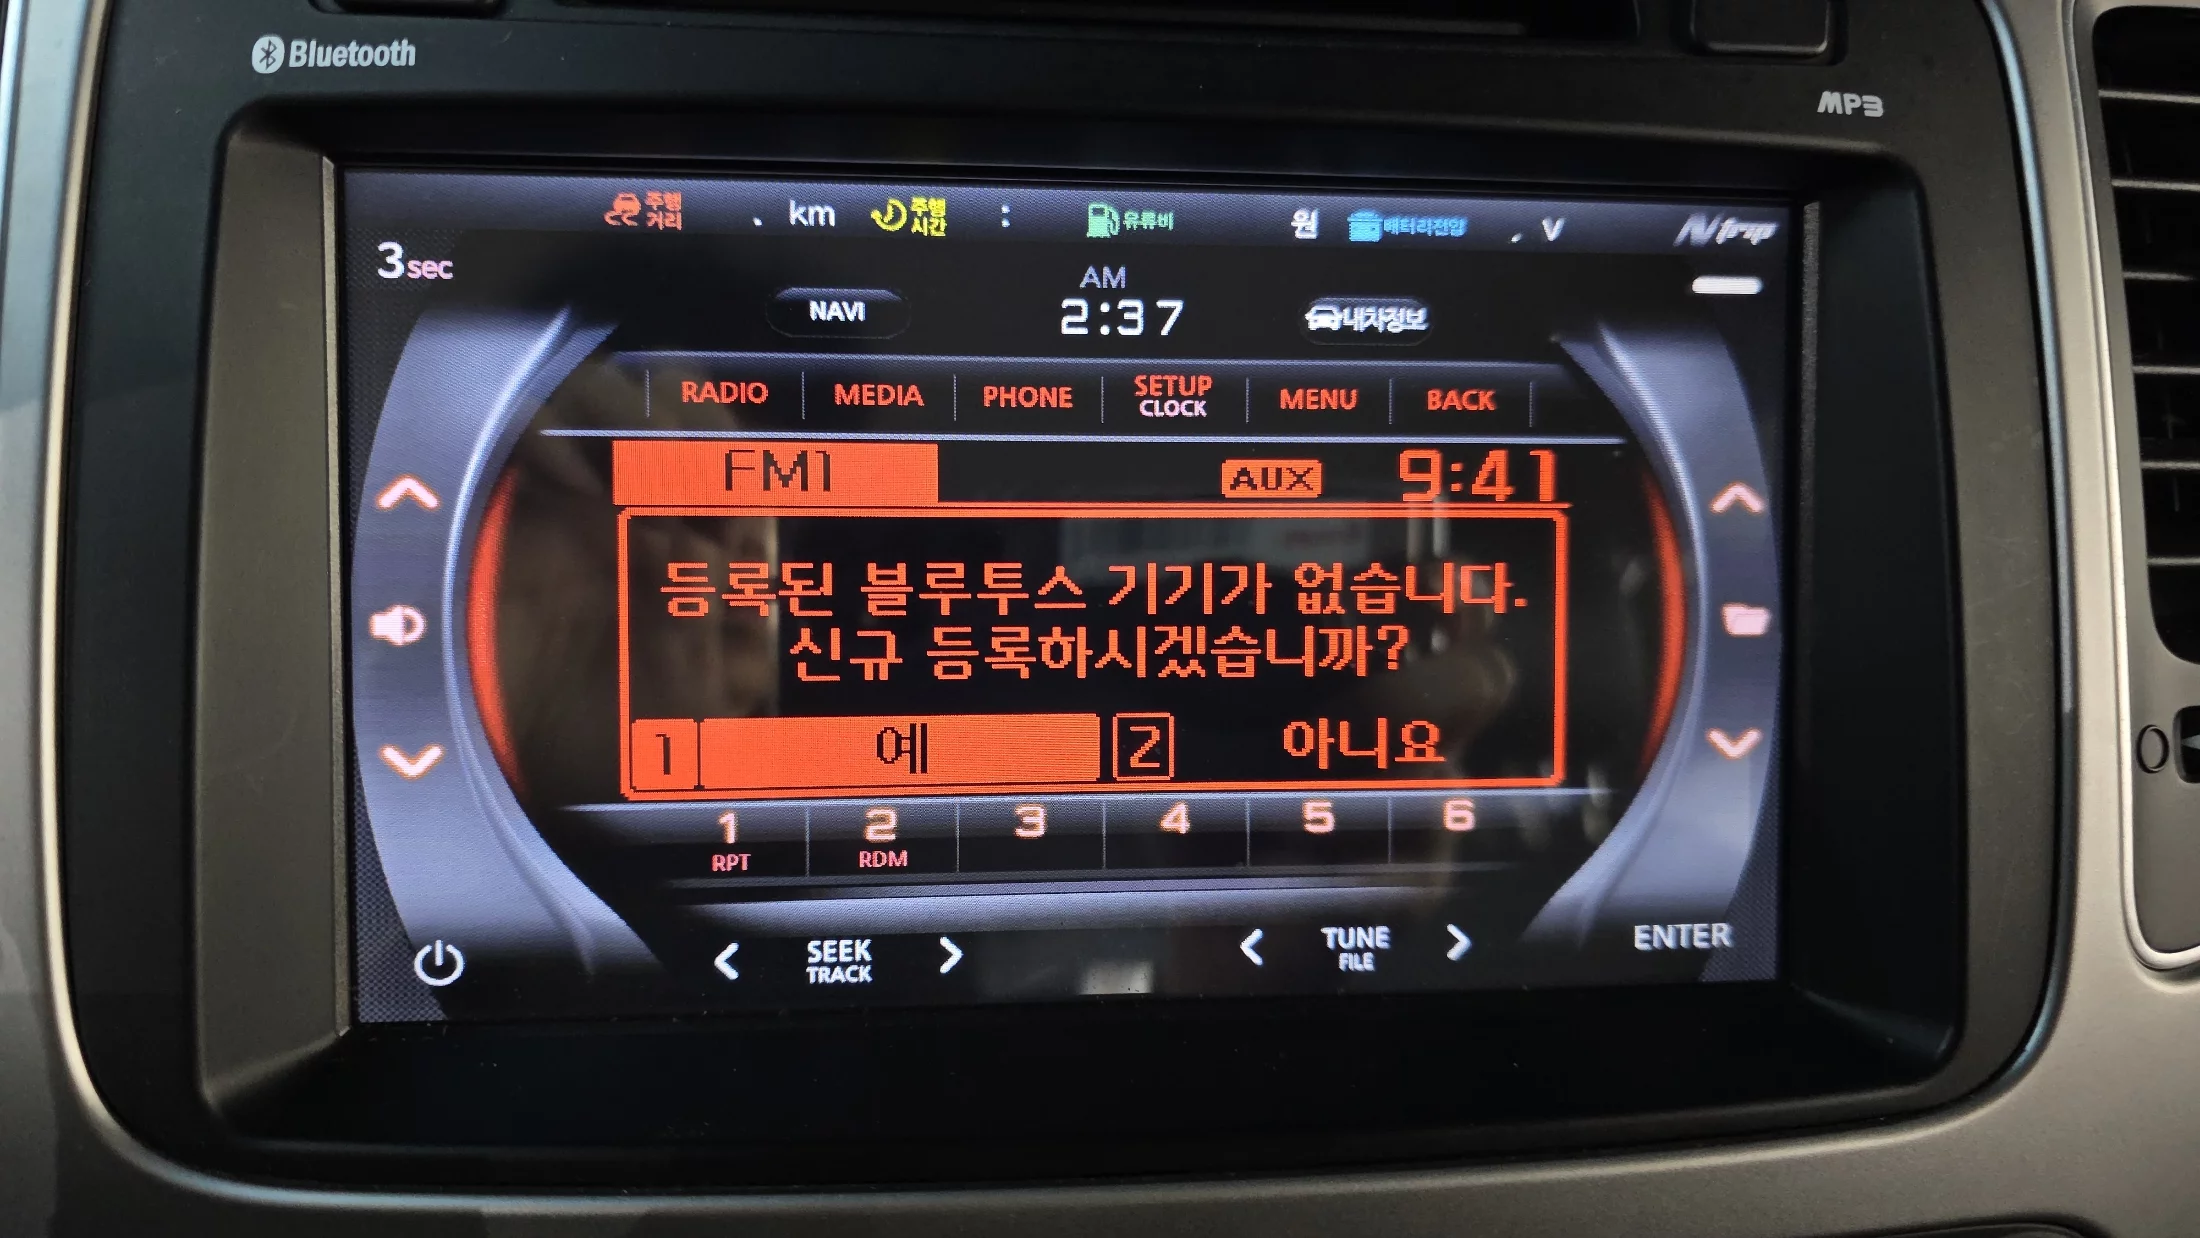 Bluetooth
MP3
주행 거리 . km 주행 시간 : 유류비 원 배터리전압 . V N trip
3 sec
AM
NAVI 2:37 내차정보
RADIO MEDIA PHONE SETUP CLOCK MENU BACK
FM1 AUX 9:41
등록된 블루투스 기기가 없습니다.
신규 등록하시겠습니까?
1 예 2 아니요
1 2 3 4 5 6
RPT RDM
SEEK TRACK TUNE FILE ENTER